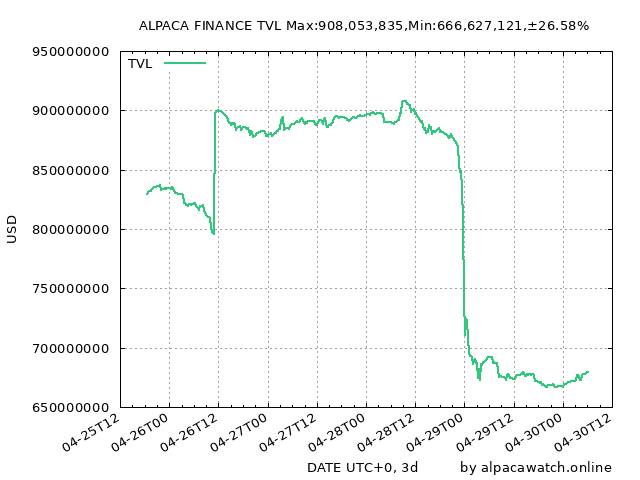 ALPACA FINANCE TVL Max:908,053,835,Min:666,627,121,±26.58%
950000000
TVL
900000000
850000000
800000000
750000000
700000000
650000000
USD
04-25T12
04-26T00
04-26T12
04-27T00
04-27T12
04-28T00
04-28T12
04-29T00
04-29T12
04-30T00
04-30T12
DATE UTC+0, 3d
by alpacawatch.online